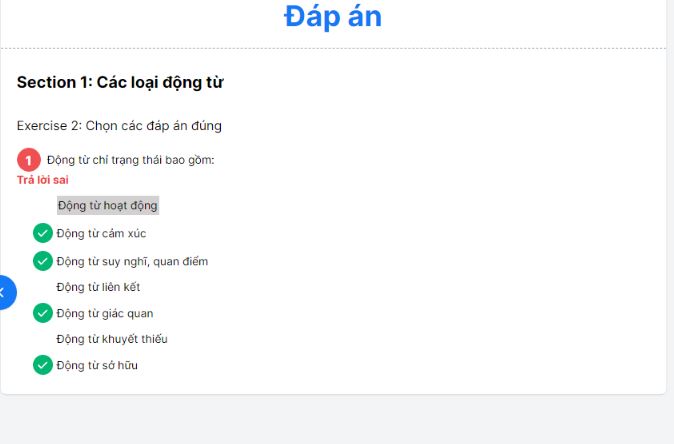 Đáp án
Section 1: Các loại động từ
Exercise 2: Chọn các đáp án đúng
1 Động từ chỉ trạng thái bao gồm:
Trả lời sai
Động từ hoạt động
Động từ cảm xúc
Động từ suy nghĩ, quan điểm
Động từ liên kết
Động từ giác quan
Động từ khuyết thiếu
Động từ sở hữu